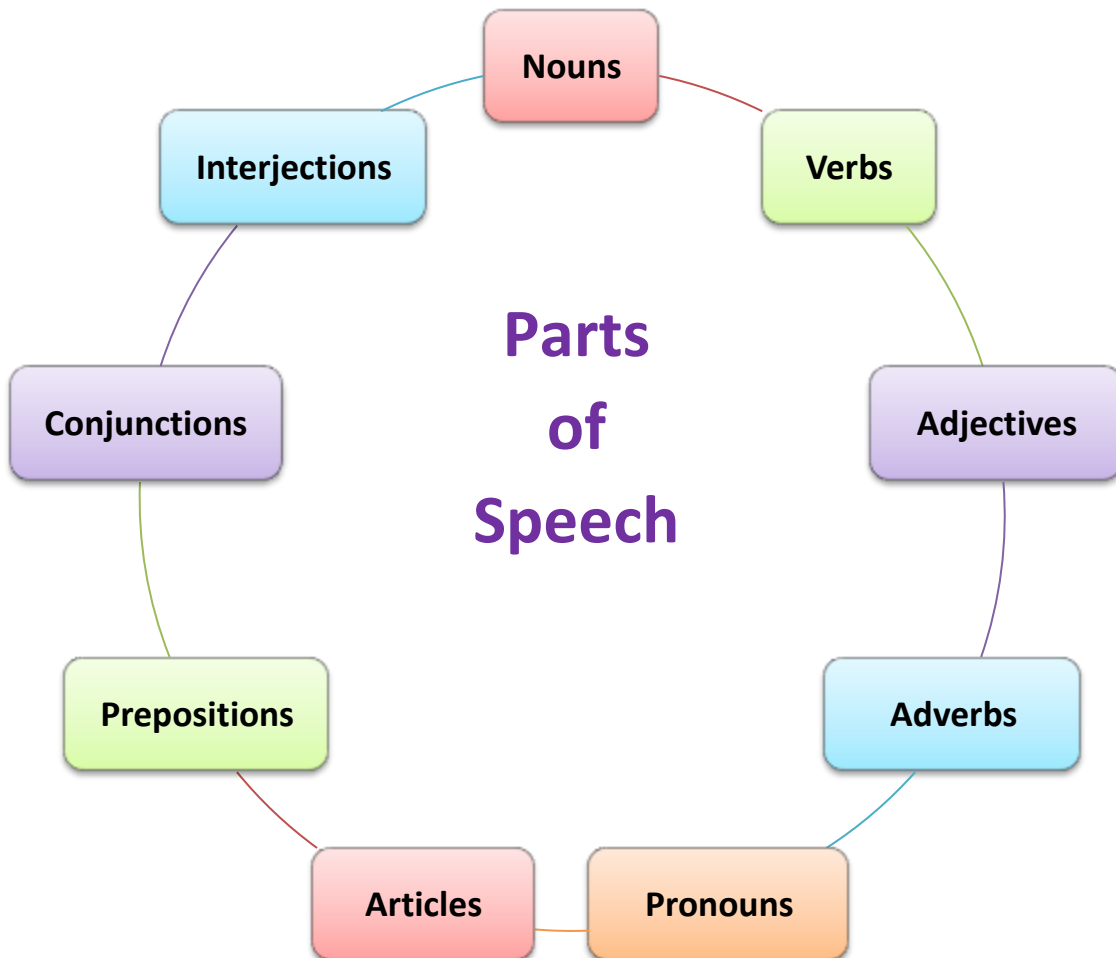 Nouns
Verbs
Adjectives
Adverbs
Pronouns
Articles
Prepositions
Conjunctions
Interjections
Parts
of
Speech